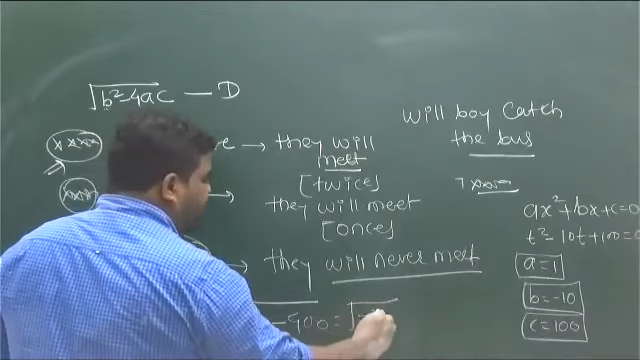 √b²-4ac — D
will boy catch
the bus
→ they will
meet
[twice]
→ they will meet
[once]
→ they will never meet
ax²+bx+c=0
t²-10t+100=0
a=1
b=-10
c=100
-400 = √